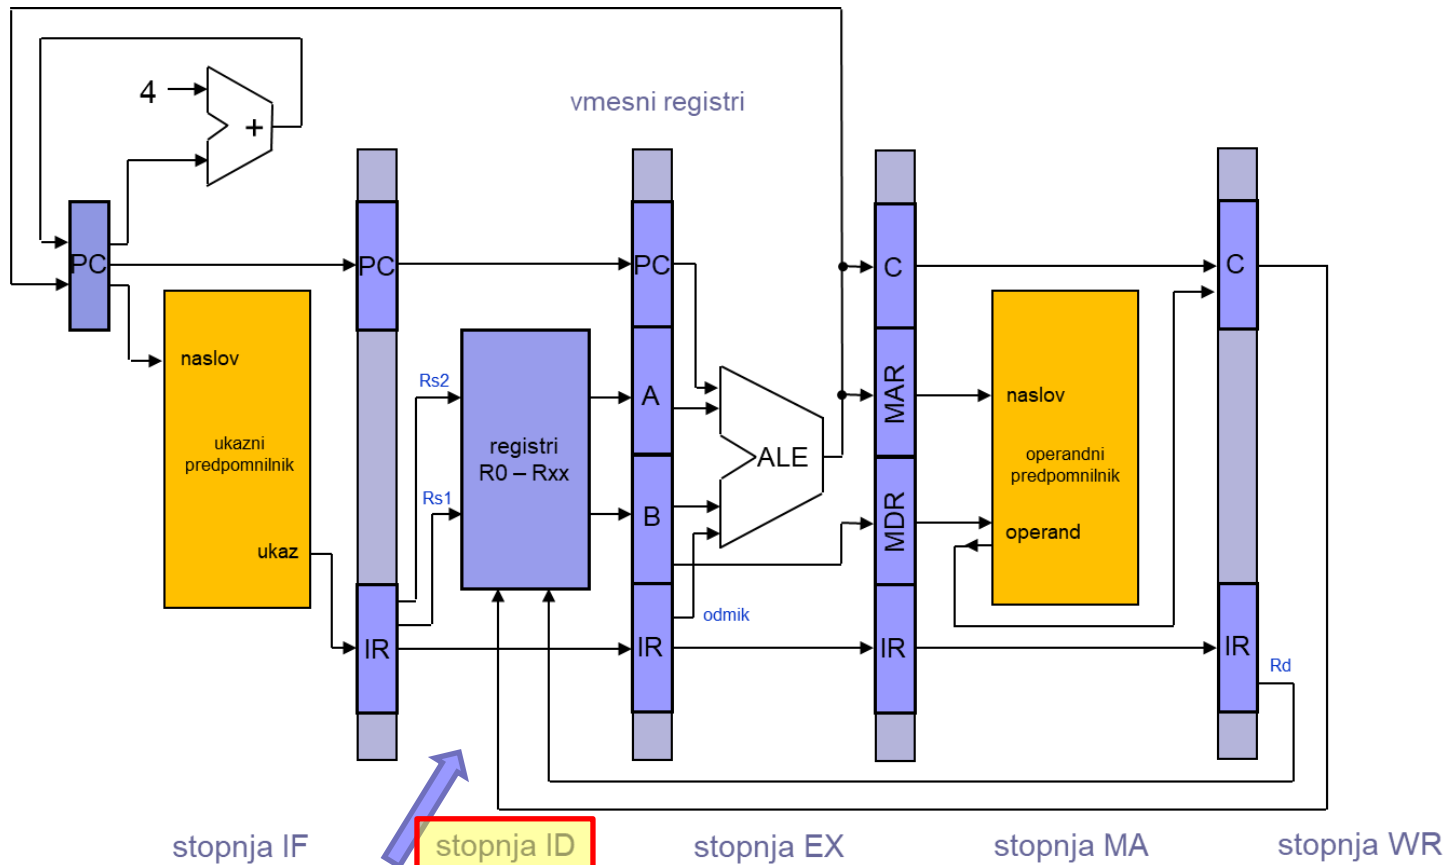 4
+
vmesni registri
PC
PC
PC
C
C
naslov
ukazni
predpomnilnik
ukaz
Rs2
Rs1
registri
R0 – Rxx
A
B
ALE
MAR
MDR
naslov
operandni
predpomnilnik
operand
odmik
IR
IR
IR
IR
Rd
stopnja IF
stopnja ID
stopnja EX
stopnja MA
stopnja WR